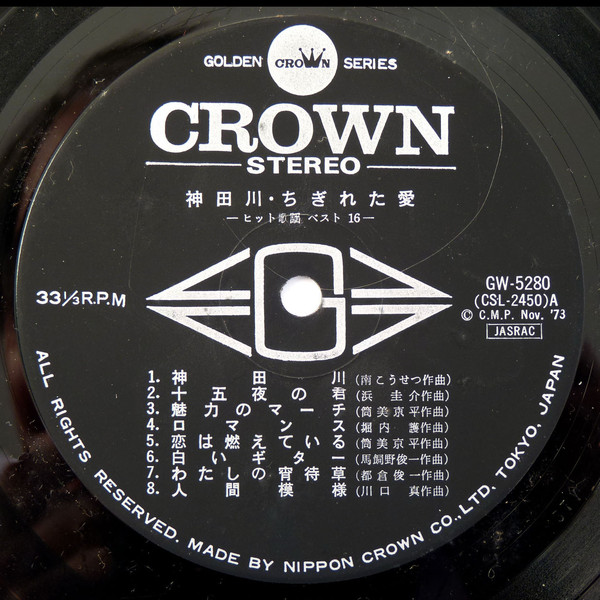 GOLDEN CROWN SERIES
CROWN
STEREO
神田川・ちぎれた愛
—ヒット歌謡 ベスト 16—
G
33⅓R.P.M
GW-5280
(CSL-2450)A
© C.M.P. Nov. '73
JASRAC
1. 神田川 (南こうせつ作曲)
2. 十五夜の君 (浜 圭介作曲)
3. 魅力のマーチ (筒美京平作曲)
4. ロマンス (堀内 護作曲)
5. 恋は燃えている (筒美京平作曲)
6. 白いギター (馬飼野俊一作曲)
7. わたしの宵待草 (都倉俊一作曲)
8. 人間模様 (川口 真作曲)
ALL RIGHTS RESERVED. MADE BY NIPPON CROWN CO.,LTD. TOKYO, JAPAN